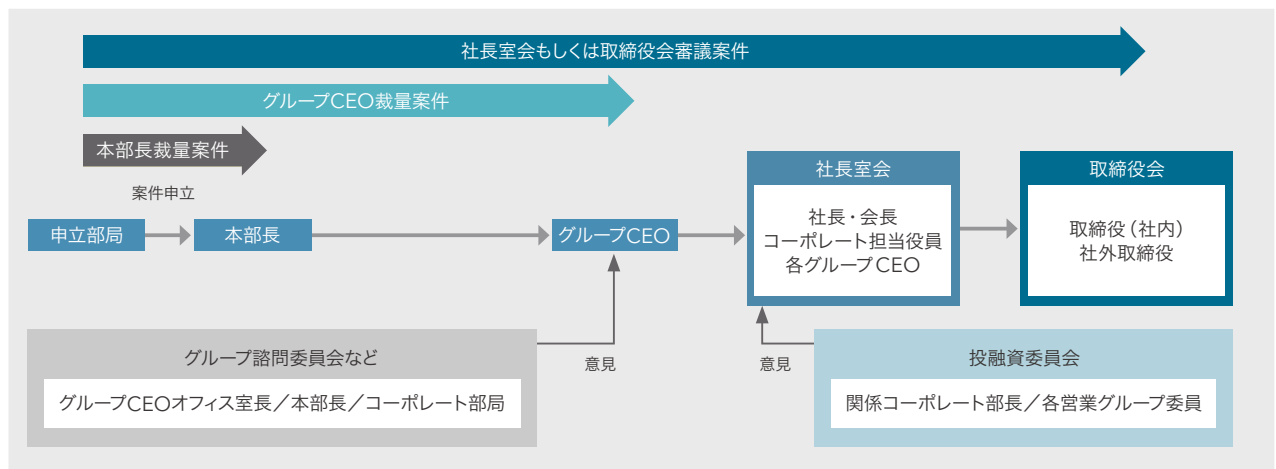 社長室会もしくは取締役会審議案件
グループCEO裁量案件
本部長裁量案件
案件申立
申立部局
本部長
グループCEO
社長室会
社長・会長
コーポレート担当役員
各グループCEO
取締役会
取締役（社内）
社外取締役
グループ諮問委員会など
グループCEOオフィス室長／本部長／コーポレート部局
意見
意見
投融資委員会
関係コーポレート部長／各営業グループ委員